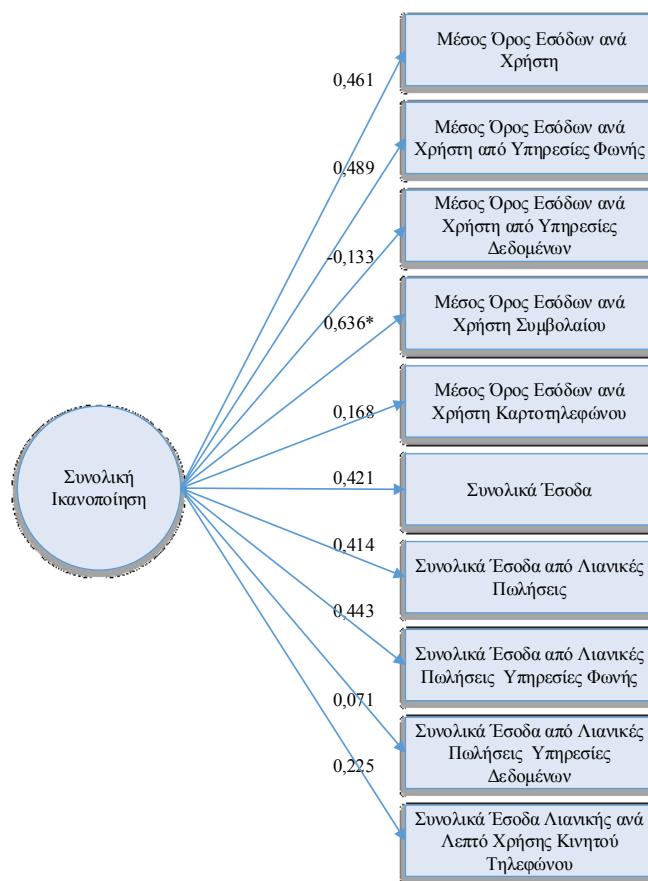 Μέσος Όρος Εσόδων ανά
Χρήστη
0,461
Μέσος Όρος Εσόδων ανά
Χρήστη από Υπηρεσίες Φωνής
0,489
Μέσος Όρος Εσόδων ανά
Χρήστη από Υπηρεσίες
Δεδομένων
-0,133
Μέσος Όρος Εσόδων ανά
Χρήστη Συμβολαίου
0,636*
Μέσος Όρος Εσόδων ανά
Χρήστη Καρτοτηλεφώνου
0,168
Συνολική
Ικανοποίηση
Συνολικά Έσοδα
0,421
Συνολικά Έσοδα από Λιανικές
Πωλήσεις
0,414
Συνολικά Έσοδα από Λιανικές
Πωλήσεις Υπηρεσίες Φωνής
0,443
Συνολικά Έσοδα από Λιανικές
Πωλήσεις Υπηρεσίες
Δεδομένων
0,071
Συνολικά Έσοδα Λιανικής ανά
Λεπτό Χρήσης Κινητού
Τηλεφώνου
0,225